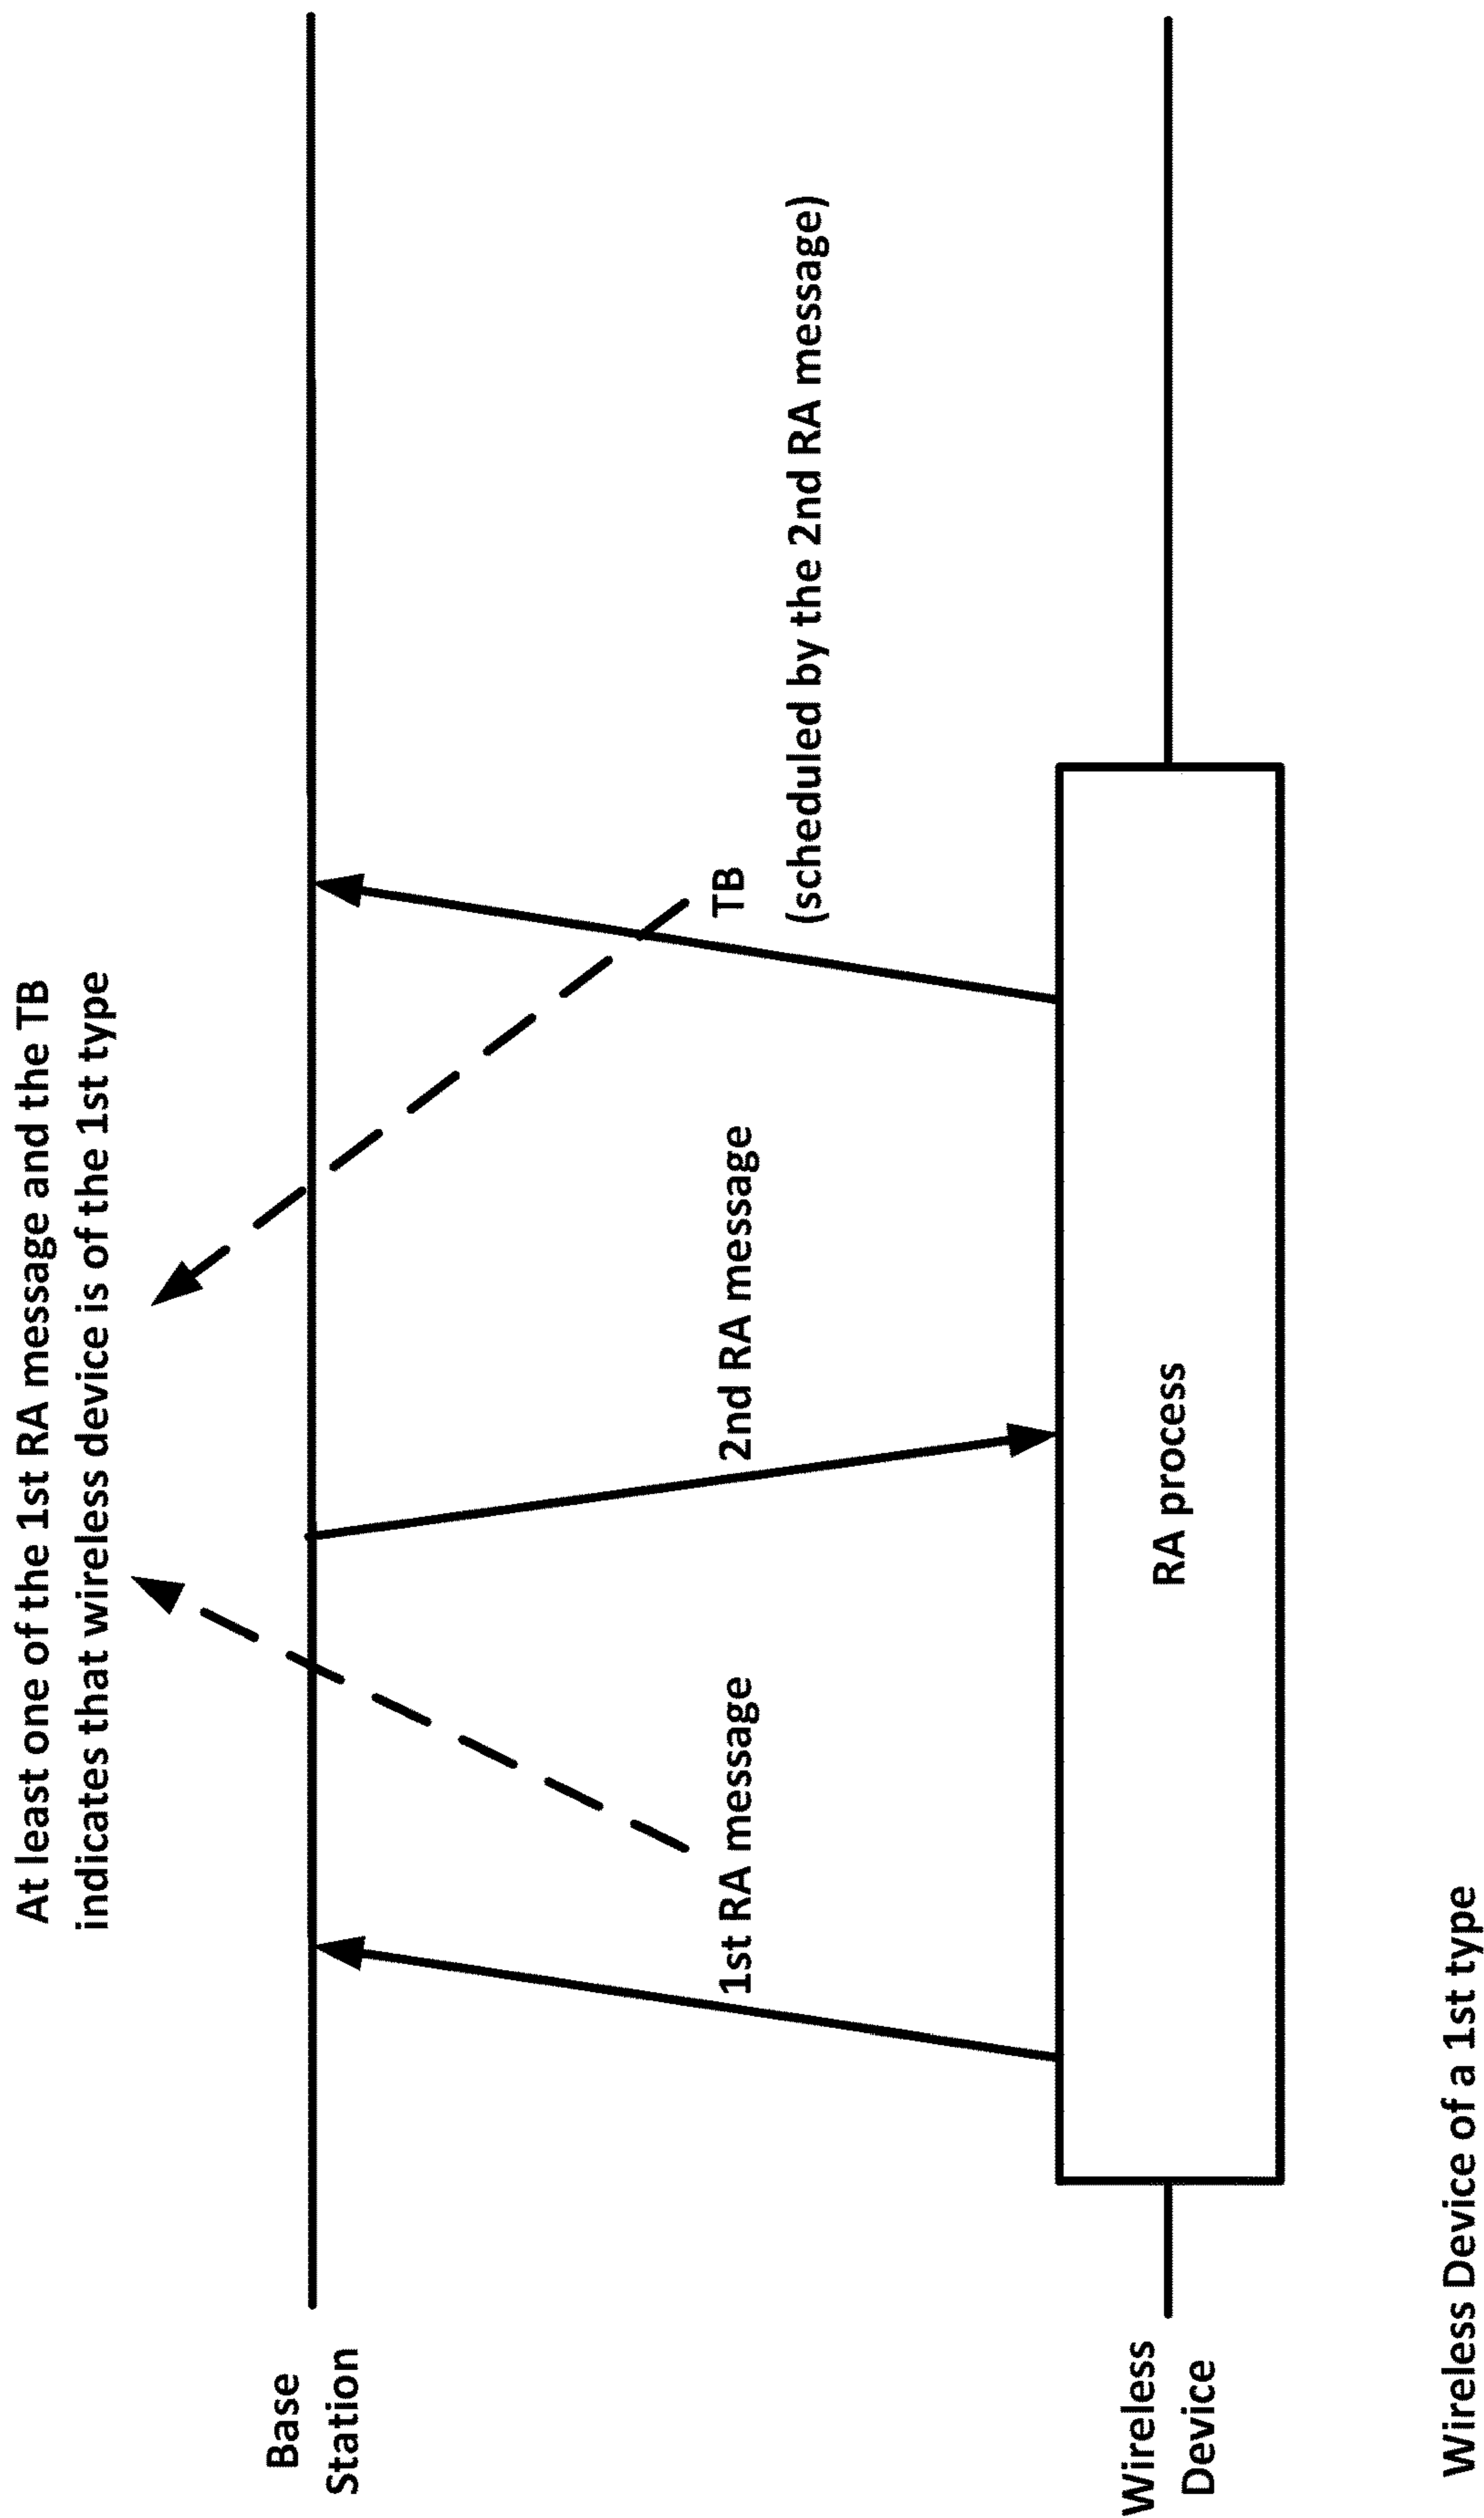 At least one of the 1st RA message and the TB
indicates that wireless device is of the 1st type
Base
Station
1st RA message
2nd RA message
TB
(scheduled by the 2nd RA message)
RA process
Wireless
Device
Wireless Device of a 1st type